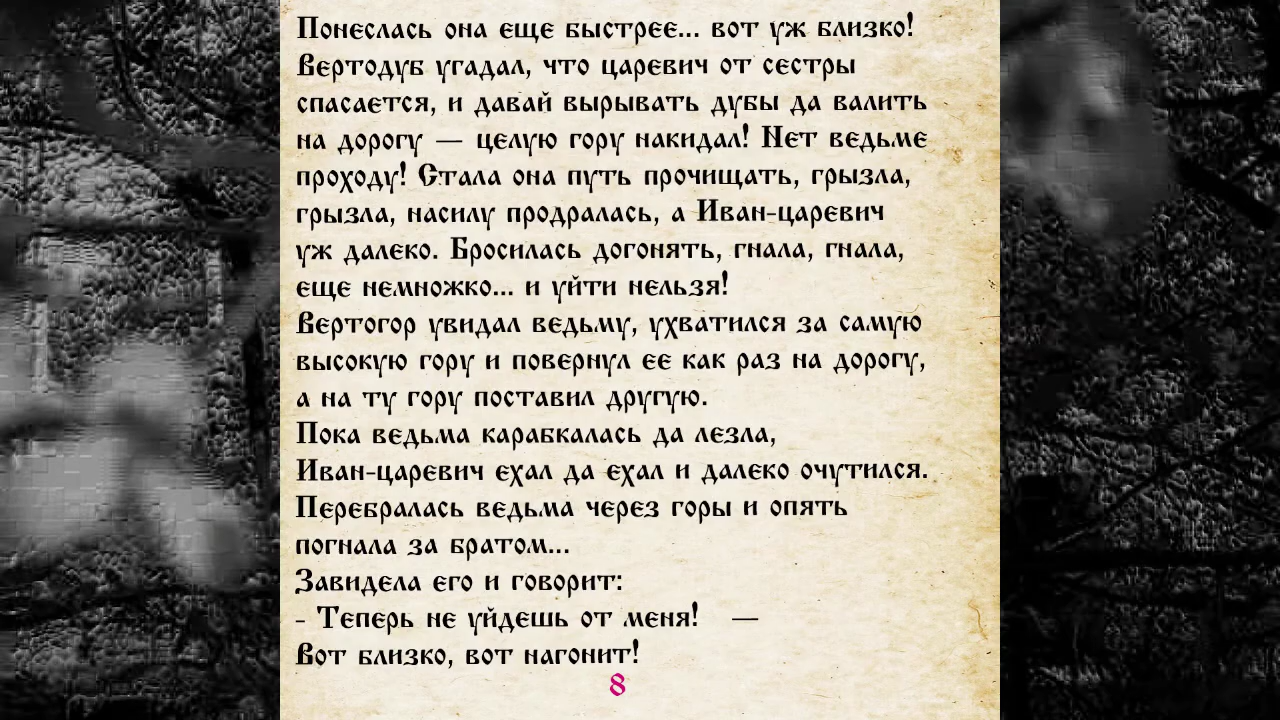 Понеслась она еще быстрее... вот уж близко!
Вертодуб угадал, что царевич от сестры
спасается, и давай вырывать дубы да валить
на дорогу — целую гору накидал! Нет ведьме
проходу! Стала она путь прочищать, грызла,
грызла, насилу продралась, а Иван-царевич
уж далеко. Бросилась догонять, гнала, гнала,
еще немножко... и уйти нельзя!
Вертогор увидал ведьму, ухватился за самую
высокую гору и повернул ее как раз на дорогу,
а на ту гору поставил другую.
Пока ведьма карабкалась да лезла,
Иван-царевич ехал да ехал и далеко очутился.
Перебралась ведьма через горы и опять
погнала за братом...
Завидела его и говорит:
- Теперь не уйдешь от меня! —
Вот близко, вот нагонит!
8